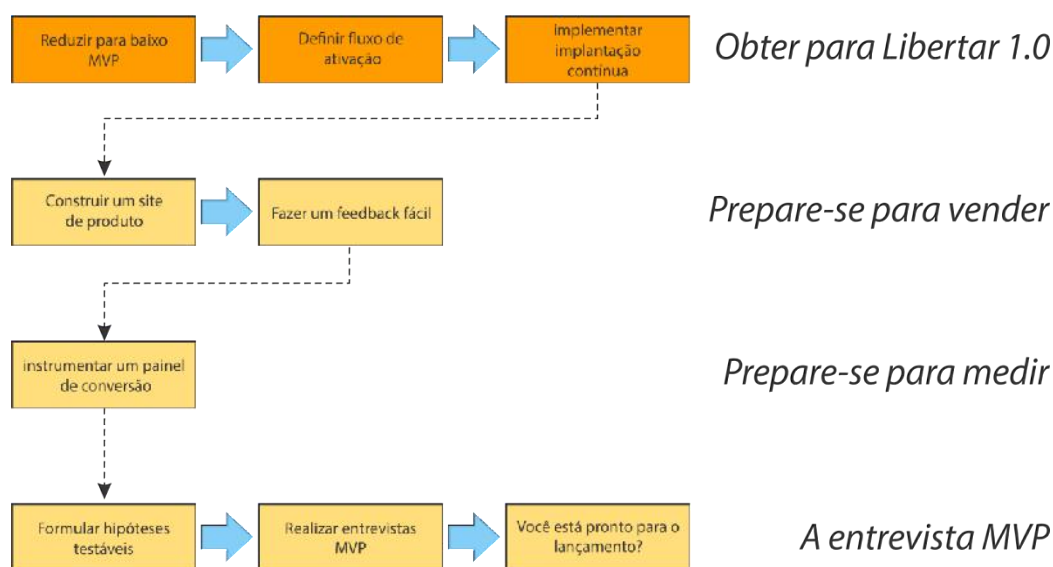 Reduzir para baixo
MVP
Definir fluxo de
ativação
Implementar
implantação
contínua
Obter para Libertar 1.0
Construir um site
de produto
Fazer um feedback fácil
Prepare-se para vender
instrumentar um painel
de conversão
Prepare-se para medir
Formular hipóteses
testáveis
Realizar entrevistas
MVP
Você está pronto para o
lançamento?
A entrevista MVP